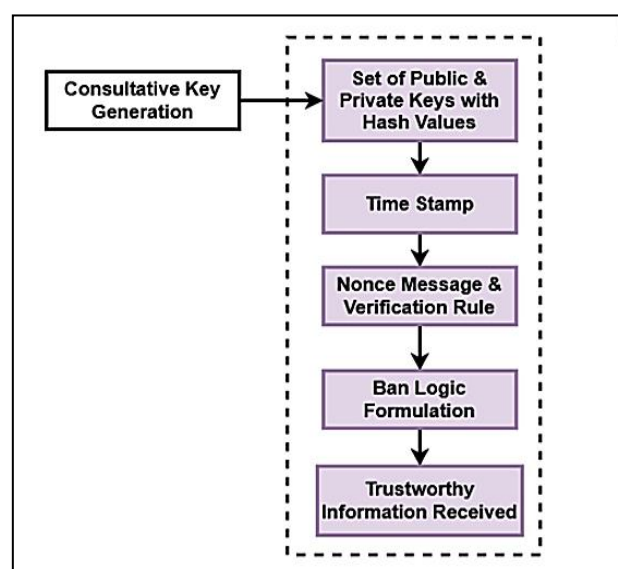 Consultative Key
Generation
Set of Public &
Private Keys with
Hash Values
Time Stamp
Nonce Message &
Verification Rule
Ban Logic
Formulation
Trustworthy
Information Received